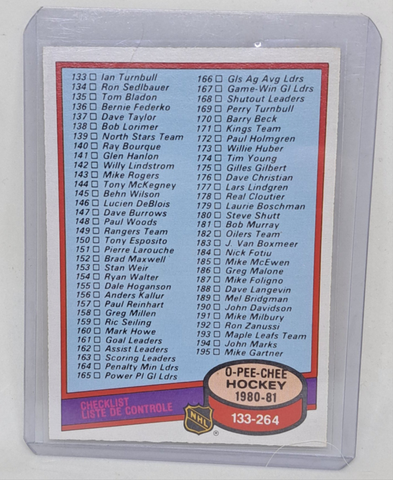 133 □ Ian Turnbull
134 □ Ron Sedlbauer
135 □ Tom Bladon
136 □ Bernie Federko
137 □ Dave Taylor
138 □ Bob Lorimer
139 □ North Stars Team
140 □ Ray Bourque
141 □ Glen Hanlon
142 □ Willy Lindstrom
143 □ Mike Rogers
144 □ Tony McKegney
145 □ Behn Wilson
146 □ Lucien DeBlois
147 □ Dave Burrows
148 □ Paul Woods
149 □ Rangers Team
150 □ Tony Esposito
151 □ Pierre Larouche
152 □ Brad Maxwell
153 □ Stan Weir
154 □ Ryan Walter
155 □ Dale Hoganson
156 □ Anders Kallur
157 □ Paul Reinhart
158 □ Greg Millen
159 □ Ric Seiling
160 □ Mark Howe
161 □ Goal Leaders
162 □ Assist Leaders
163 □ Scoring Leaders
164 □ Penalty Min Ldrs
165 □ Power Pl Gl Ldrs
166 □ Gls Ag Avg Ldrs
167 □ Game-Win Gl Ldrs
168 □ Shutout Leaders
169 □ Perry Turnbull
170 □ Barry Beck
171 □ Kings Team
172 □ Paul Holmgren
173 □ Willie Huber
174 □ Tim Young
175 □ Gilles Gilbert
176 □ Dave Christian
177 □ Lars Lindgren
178 □ Real Cloutier
179 □ Laurie Boschman
180 □ Steve Shutt
181 □ Bob Murray
182 □ Oilers Team
183 □ J. Van Boxmeer
184 □ Nick Fotiu
185 □ Mike McEwen
186 □ Greg Malone
187 □ Mike Foligno
188 □ Dave Langevin
189 □ Mel Bridgman
190 □ John Davidson
191 □ Mike Milbury
192 □ Ron Zanussi
193 □ Maple Leafs Team
194 □ John Marks
195 □ Mike Gartner
CHECKLIST
LISTE DE CONTROLE
NHL
O-PEE-CHEE
HOCKEY
1980-81
133-264